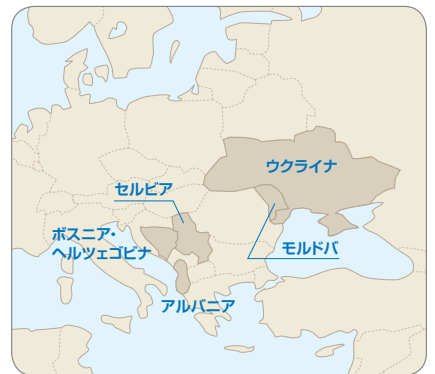 ウクライナ
セルビア
ボスニア・
ヘルツェゴビナ
モルドバ
アルバニア